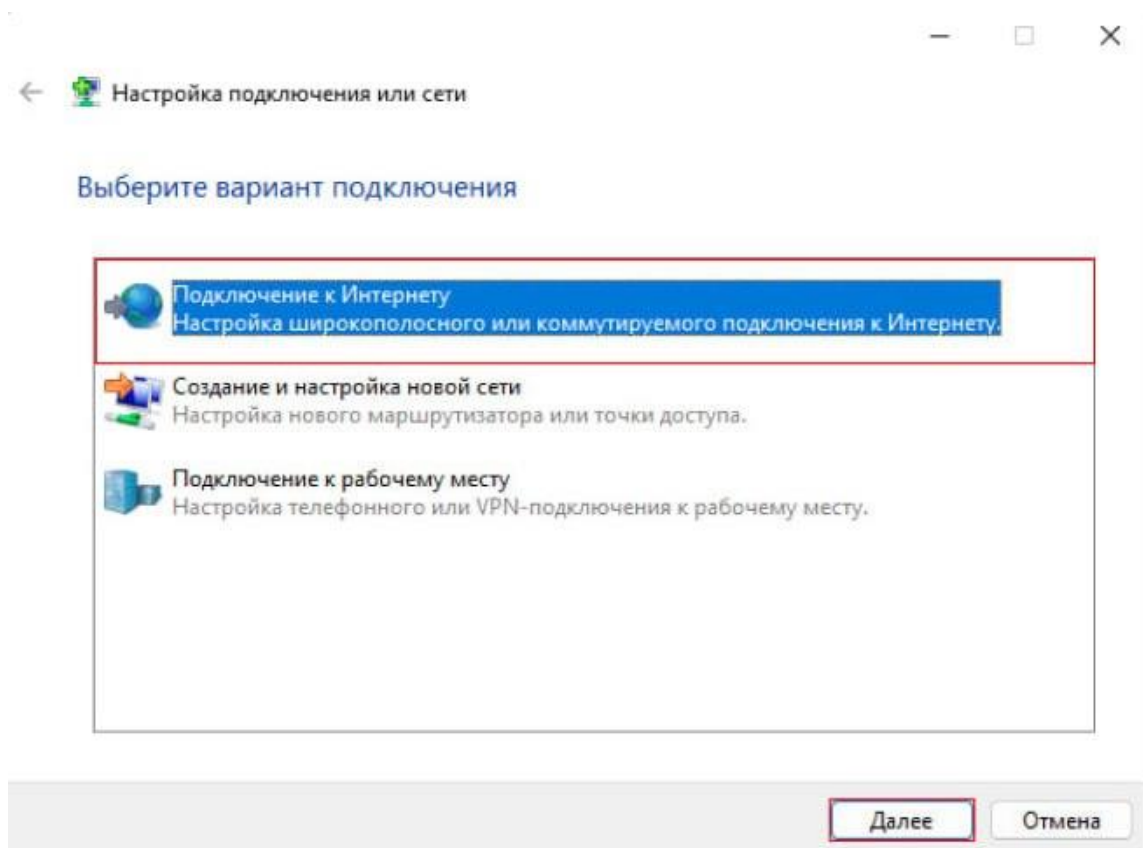 Настройка подключения или сети
Выберите вариант подключения
Подключение к Интернету
Настройка широкополосного или коммутируемого подключения к Интернету.
Создание и настройка новой сети
Настройка нового маршрутизатора или точки доступа.
Подключение к рабочему месту
Настройка телефонного или VPN-подключения к рабочему месту.
Далее
Отмена